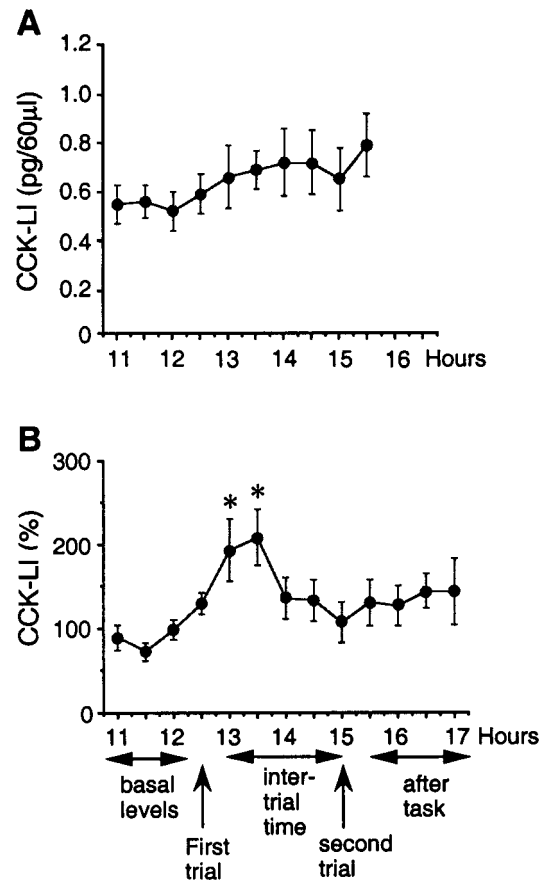 A
CCK-LI (pg/60µl)
1.2
1.0
0.8
0.6
0.4
0.2
0
11 12 13 14 15 16 Hours
B
CCK-LI (%)
300
200
100
0
* *
11 12 13 14 15 16 17 Hours
basal
levels
inter-
trial
time
after
task
First
trial
second
trial